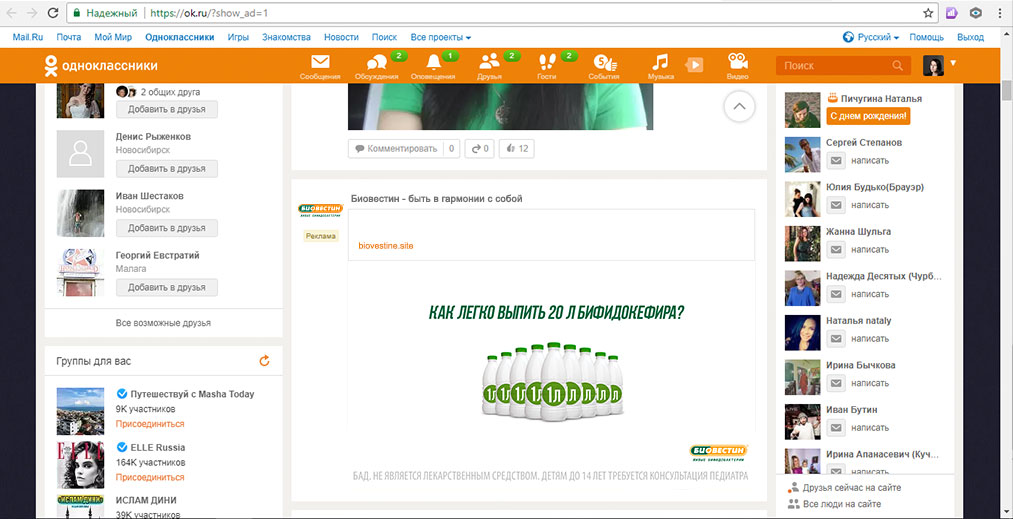 Надежный
https://ok.ru/?show_ad=1
Mail.Ru Почта Мой Мир Одноклассники Игры Знакомства Новости Поиск Все проекты Русский Помощь Выход
одноклассники
2 1 2 2
Сообщения Обсуждения Оповещения Друзья Гости События Музыка Видео
Поиск
2 общих друга
Добавить в друзья
Денис Рыженков
Новосибирск
Добавить в друзья
Иван Шестаков
Новосибирск
Добавить в друзья
Георгий Евстратий
Малага
Добавить в друзья
Все возможные друзья
Группы для вас
Путешествуй с Masha Today
9K участников
Присоединиться
ELLE Russia
164K участников
Присоединиться
ИСЛАМ ДИНИ
39K участников
Комментировать 0 0 12
Биовестин - быть в гармонии с собой
БИОВЕСТИН
Реклама
biovestine.site
КАК ЛЕГКО ВЫПИТЬ 20 Л БИФИДОКЕФИРА?
1л
БИОВЕСТИН
ЖИВЫЕ БИФИДОБАКТЕРИИ
БАД. НЕ ЯВЛЯЕТСЯ ЛЕКАРСТВЕННЫМ СРЕДСТВОМ. ДЕТЯМ ДО 14 ЛЕТ ТРЕБУЕТСЯ КОНСУЛЬТАЦИЯ ПЕДИАТРА
Пичугина Наталья
С днем рождения!
Сергей Степанов
написать
Юлия Будько(Брауэр)
написать
Жанна Шульга
написать
Надежда Десятых (Чурб...
написать
Наталья nataly
написать
Ирина Бычкова
написать
Иван Бутин
написать
Ирина Апанасевич (Куч...
написать
Друзья сейчас на сайте
Все люди на сайте